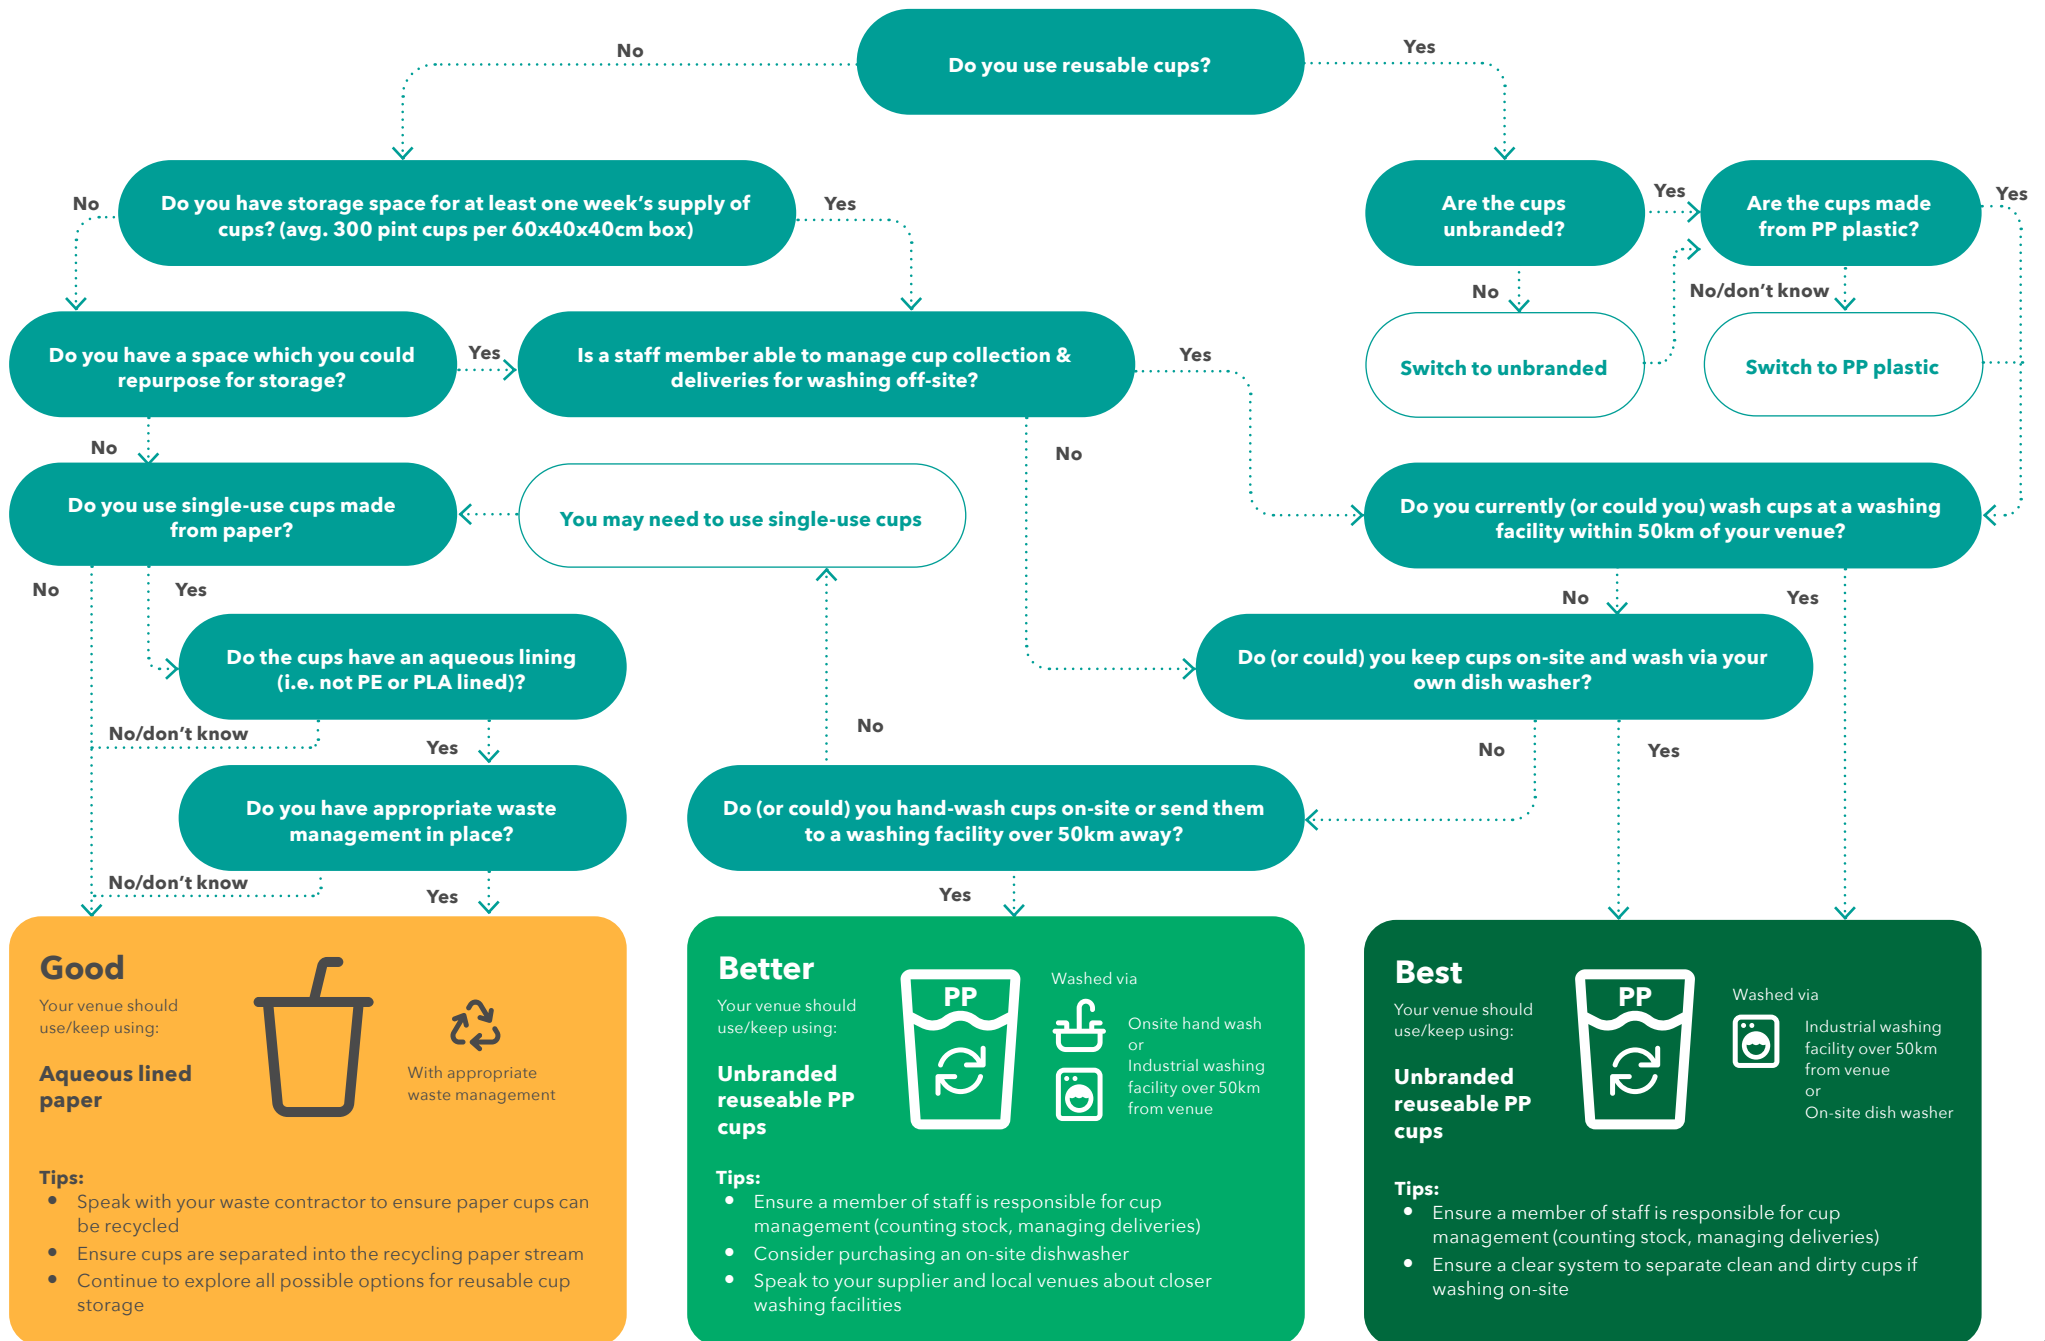 Do you use reusable cups?
No
Yes
Do you have storage space for at least one week's supply of
cups? (avg. 300 pint cups per 60x40x40cm box)
No
Yes
Are the cups
unbranded?
Yes
Are the cups made
from PP plastic?
Yes
No
No/don't know
Do you have a space which you could
repurpose for storage?
Yes
Is a staff member able to manage cup collection &
deliveries for washing off-site?
Yes
Switch to unbranded
Switch to PP plastic
No
No
Do you use single-use cups made
from paper?
You may need to use single-use cups
Do you currently (or could you) wash cups at a washing
facility within 50km of your venue?
No
Yes
No
Yes
Do the cups have an aqueous lining
(i.e. not PE or PLA lined)?
Do (or could) you keep cups on-site and wash via your
own dish washer?
No/don't know
Yes
No
No
Yes
Do you have appropriate waste
management in place?
Do (or could) you hand-wash cups on-site or send them
to a washing facility over 50km away?
No/don't know
Yes
Yes
Good
Your venue should
use/keep using:
Aqueous lined
paper
With appropriate
waste management
Tips:
• Speak with your waste contractor to ensure paper cups can
be recycled
• Ensure cups are separated into the recycling paper stream
• Continue to explore all possible options for reusable cup
storage
Better
Your venue should
use/keep using:
Unbranded
reuseable PP
cups
PP
Washed via
Onsite hand wash
or
Industrial washing
facility over 50km
from venue
Tips:
• Ensure a member of staff is responsible for cup
management (counting stock, managing deliveries)
• Consider purchasing an on-site dishwasher
• Speak to your supplier and local venues about closer
washing facilities
Best
Your venue should
use/keep using:
Unbranded
reuseable PP
cups
PP
Washed via
Industrial washing
facility over 50km
from venue
or
On-site dish washer
Tips:
• Ensure a member of staff is responsible for cup
management (counting stock, managing deliveries)
• Ensure a clear system to separate clean and dirty cups if
washing on-site